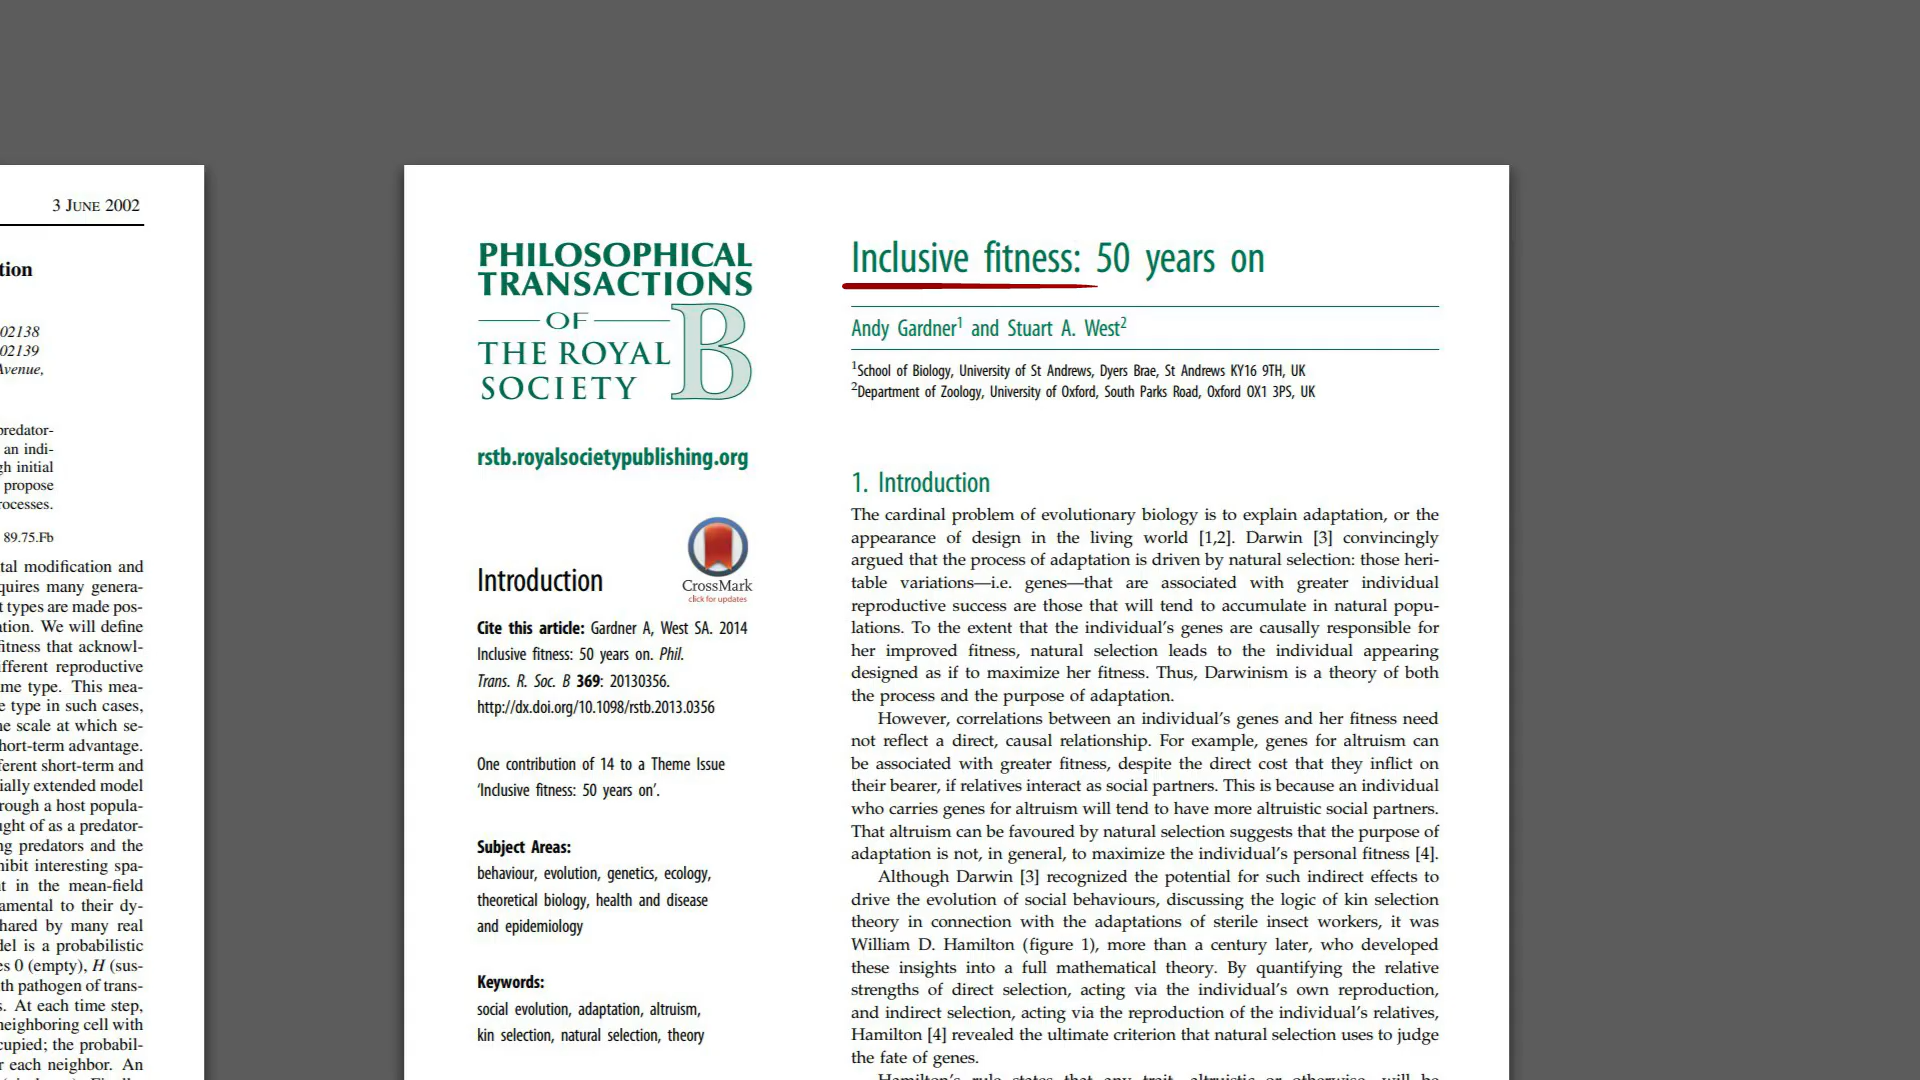 3 JUNE 2002
tion
02138
02139
Avenue,
predator-
an indi-
gh initial
propose
rocesses.
89.75.Fb
tal modification and
quires many genera-
t types are made pos-
ation. We will define
fitness that acknowl-
ifferent reproductive
me type. This mea-
e type in such cases,
he scale at which se-
hort-term advantage.
ferent short-term and
ially extended model
rough a host popula-
ught of as a predator-
ng predators and the
hibit interesting spa-
t in the mean-field
amental to their dy-
hared by many real
del is a probabilistic
es 0 (empty), H (sus-
th pathogen of trans-
s. At each time step,
neighboring cell with
cupied; the probabil-
r each neighbor. An
PHILOSOPHICAL
TRANSACTIONS
OF
THE ROYAL
SOCIETY
B
rstb.royalsocietypublishing.org
CrossMark
click for updates
Introduction
Cite this article: Gardner A, West SA. 2014
Inclusive fitness: 50 years on. Phil.
Trans. R. Soc. B 369: 20130356.
http://dx.doi.org/10.1098/rstb.2013.0356
One contribution of 14 to a Theme Issue
‘Inclusive fitness: 50 years on’.
Subject Areas:
behaviour, evolution, genetics, ecology,
theoretical biology, health and disease
and epidemiology
Keywords:
social evolution, adaptation, altruism,
kin selection, natural selection, theory
Inclusive fitness: 50 years on
Andy Gardner1 and Stuart A. West2
1School of Biology, University of St Andrews, Dyers Brae, St Andrews KY16 9TH, UK
2Department of Zoology, University of Oxford, South Parks Road, Oxford OX1 3PS, UK
1. Introduction
The cardinal problem of evolutionary biology is to explain adaptation, or the
appearance of design in the living world [1,2]. Darwin [3] convincingly
argued that the process of adaptation is driven by natural selection: those heri-
table variations—i.e. genes—that are associated with greater individual
reproductive success are those that will tend to accumulate in natural popu-
lations. To the extent that the individual’s genes are causally responsible for
her improved fitness, natural selection leads to the individual appearing
designed as if to maximize her fitness. Thus, Darwinism is a theory of both
the process and the purpose of adaptation.
However, correlations between an individual’s genes and her fitness need
not reflect a direct, causal relationship. For example, genes for altruism can
be associated with greater fitness, despite the direct cost that they inflict on
their bearer, if relatives interact as social partners. This is because an individual
who carries genes for altruism will tend to have more altruistic social partners.
That altruism can be favoured by natural selection suggests that the purpose of
adaptation is not, in general, to maximize the individual’s personal fitness [4].
Although Darwin [3] recognized the potential for such indirect effects to
drive the evolution of social behaviours, discussing the logic of kin selection
theory in connection with the adaptations of sterile insect workers, it was
William D. Hamilton (figure 1), more than a century later, who developed
these insights into a full mathematical theory. By quantifying the relative
strengths of direct selection, acting via the individual’s own reproduction,
and indirect selection, acting via the reproduction of the individual’s relatives,
Hamilton [4] revealed the ultimate criterion that natural selection uses to judge
the fate of genes.
Hamilton’s rule states that any trait, altruistic or otherwise, will be